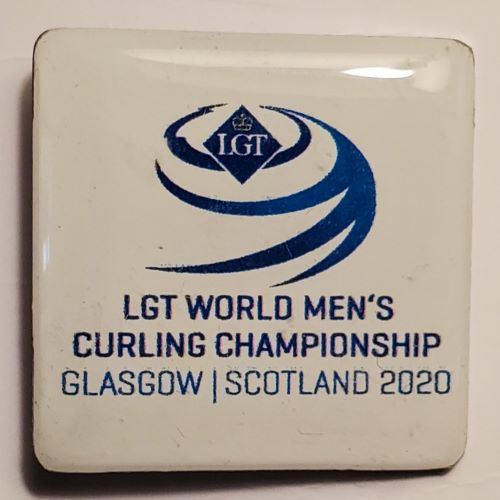 LGT
LGT WORLD MEN'S
CURLING CHAMPIONSHIP
GLASGOW | SCOTLAND 2020